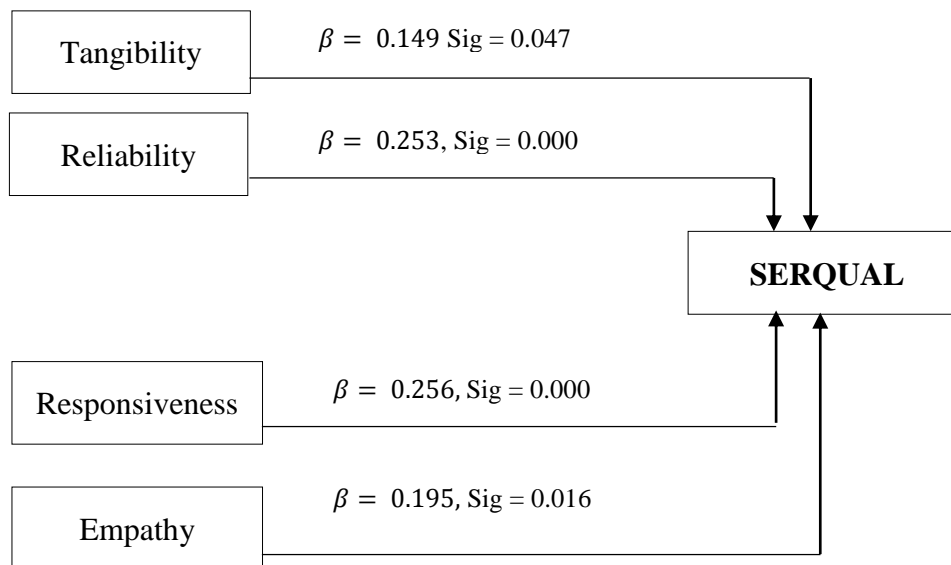 Tangibility
β = 0.149 Sig = 0.047
Reliability
β = 0.253, Sig = 0.000
SERQUAL
Responsiveness
β = 0.256, Sig = 0.000
Empathy
β = 0.195, Sig = 0.016